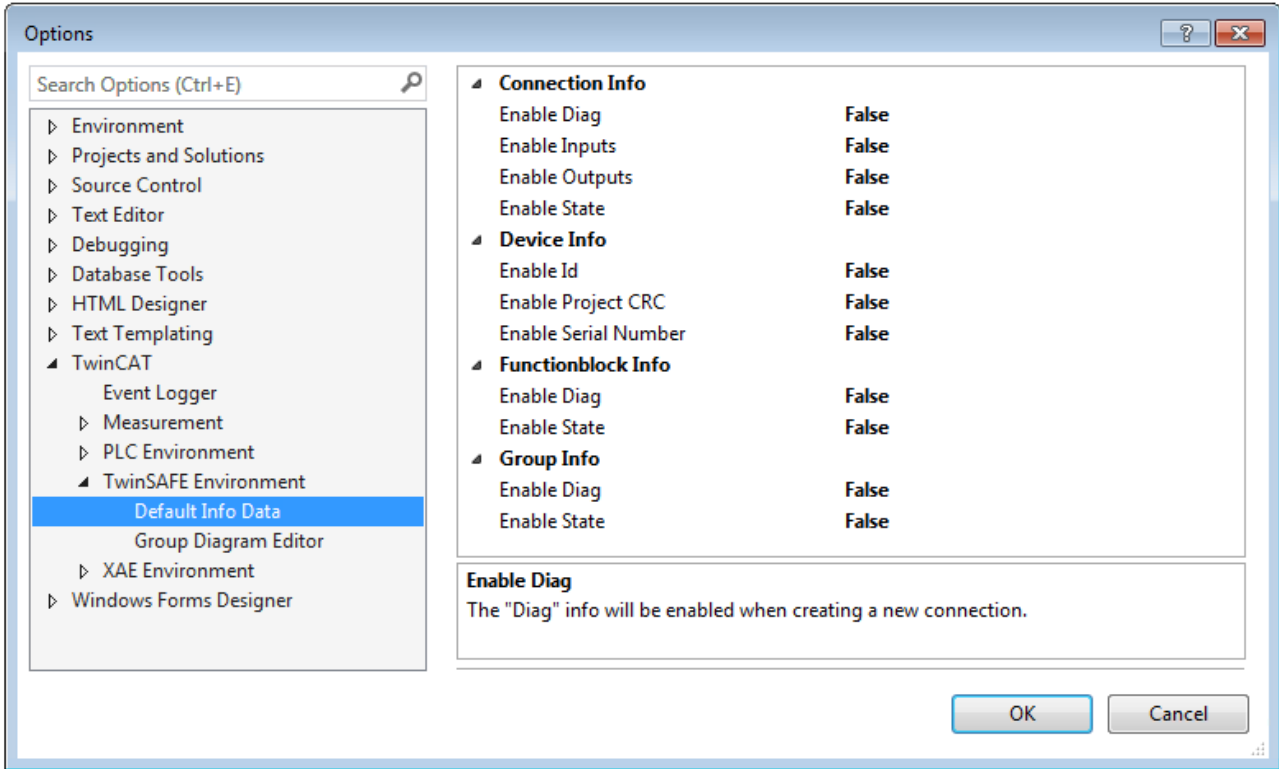 Options
Search Options (Ctrl+E)
Environment
Projects and Solutions
Source Control
Text Editor
Debugging
Database Tools
HTML Designer
Text Templating
TwinCAT
Event Logger
Measurement
PLC Environment
TwinSAFE Environment
Default Info Data
Group Diagram Editor
XAE Environment
Windows Forms Designer
Connection Info
Enable Diag False
Enable Inputs False
Enable Outputs False
Enable State False
Device Info
Enable Id False
Enable Project CRC False
Enable Serial Number False
Functionblock Info
Enable Diag False
Enable State False
Group Info
Enable Diag False
Enable State False
Enable Diag
The "Diag" info will be enabled when creating a new connection.
OK Cancel